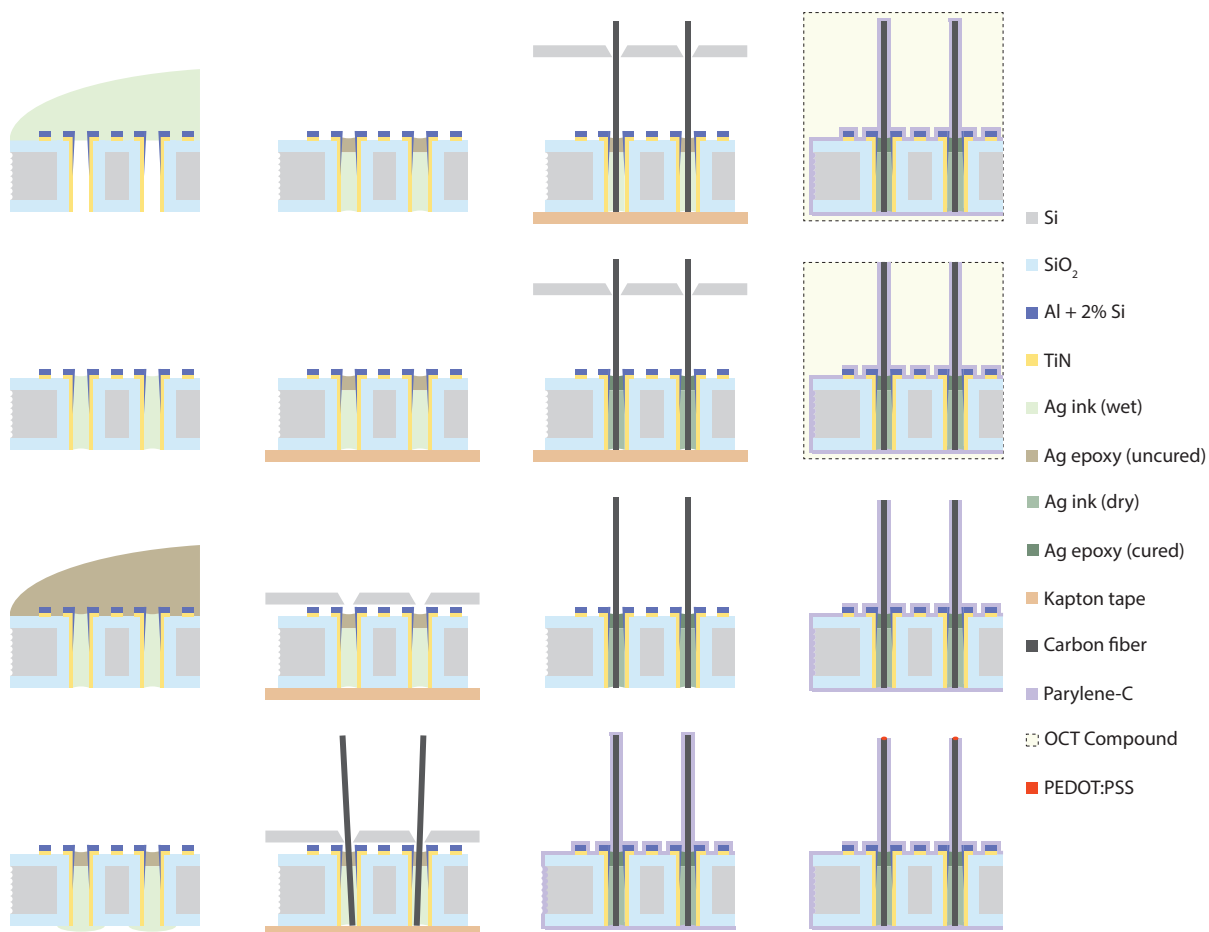 Si
SiO₂
Al + 2% Si
TiN
Ag ink (wet)
Ag epoxy (uncured)
Ag ink (dry)
Ag epoxy (cured)
Kapton tape
Carbon fiber
Parylene-C
OCT Compound
PEDOT:PSS